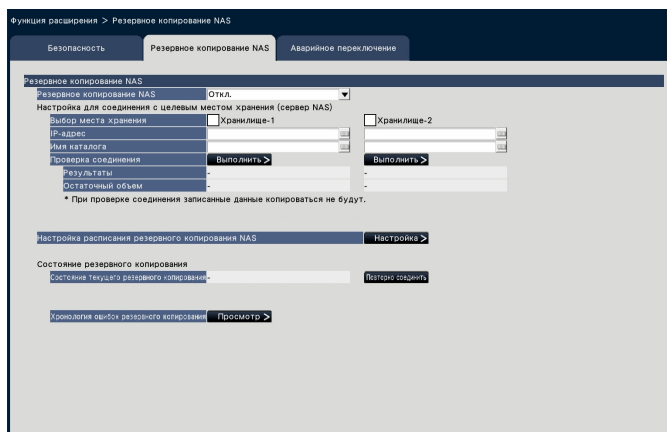 Функция расширения > Резервное копирование NAS
Безопасность Резервное копирование NAS Аварийное переключение
Резервное копирование NAS
Резервное копирование NAS Откл.
Настройка для соединения с целевым местом хранения (сервер NAS)
Выбор места хранения Хранилище-1 Хранилище-2
IP-адрес
Имя каталога
Проверка соединения Выполнить > Выполнить >
Результаты - -
Остаточный объем - -
* При проверке соединения записанные данные копироваться не будут.
Настройка расписания резервного копирования NAS Настройка >
Состояние резервного копирования
Состояние текущего резервного копирования - Повторно соединить
Хронология ошибок резервного копирования Просмотр >